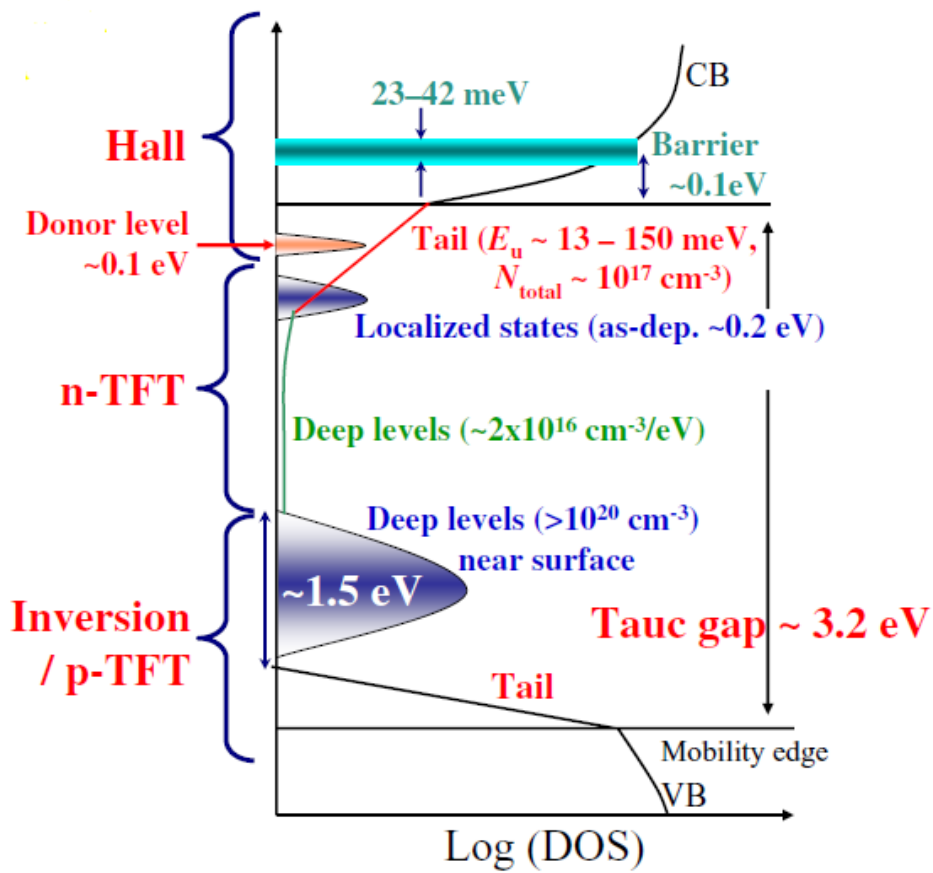 CB
23–42 meV
Hall
Barrier
~0.1eV
Donor level
~0.1 eV
Tail (E_u ~ 13 – 150 meV,
N_total ~ 10¹⁷ cm⁻³)
Localized states (as-dep. ~0.2 eV)
n-TFT
Deep levels (~2x10¹⁶ cm⁻³/eV)
Deep levels (>10²⁰ cm⁻³)
near surface
~1.5 eV
Inversion
/ p-TFT
Tauc gap ~ 3.2 eV
Tail
Mobility edge
VB
Log (DOS)